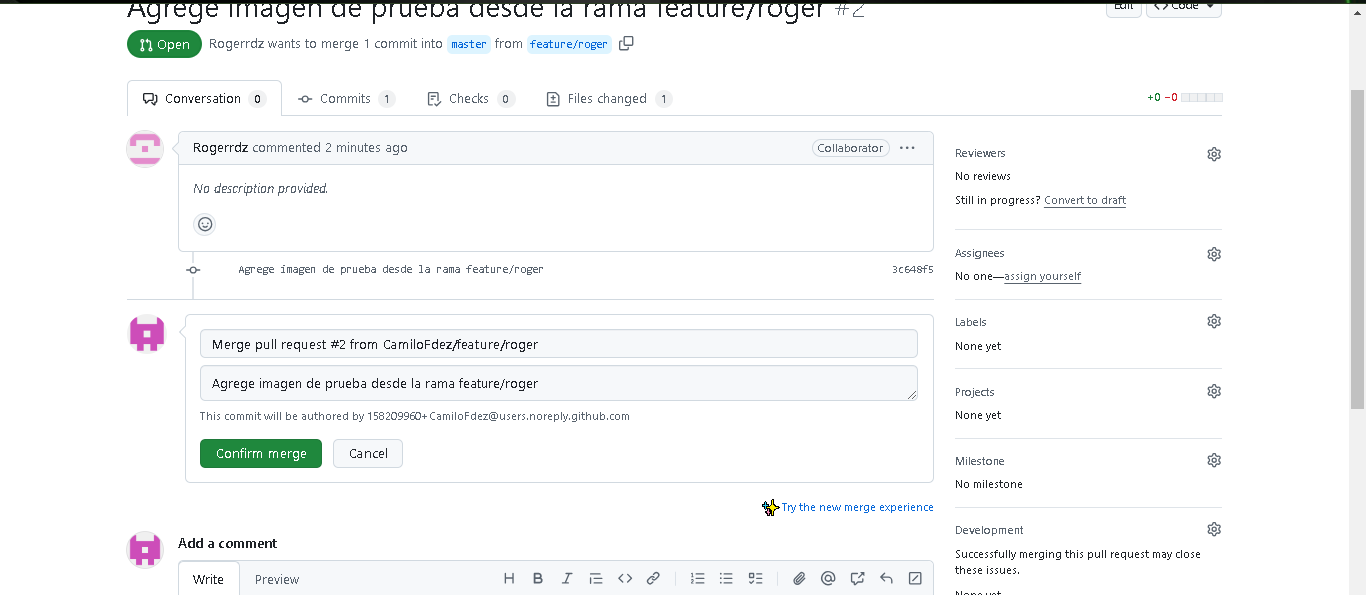 Agrege imagen de prueba desde la rama feature/roger #2
Edit
<> Code
Open
Rogerrdz wants to merge 1 commit into master from feature/roger
Conversation 0
Commits 1
Checks 0
Files changed 1
+0 −0
Rogerrdz commented 2 minutes ago
Collaborator
No description provided.
Agrege imagen de prueba desde la rama feature/roger
3c648f5
Merge pull request #2 from CamiloFdez/feature/roger
Agrege imagen de prueba desde la rama feature/roger
This commit will be authored by 158209960+CamiloFdez@users.noreply.github.com
Confirm merge
Cancel
Try the new merge experience
Add a comment
Write
Preview
Reviewers
No reviews
Still in progress? Convert to draft
Assignees
No one—assign yourself
Labels
None yet
Projects
None yet
Milestone
No milestone
Development
Successfully merging this pull request may close
these issues.
None yet